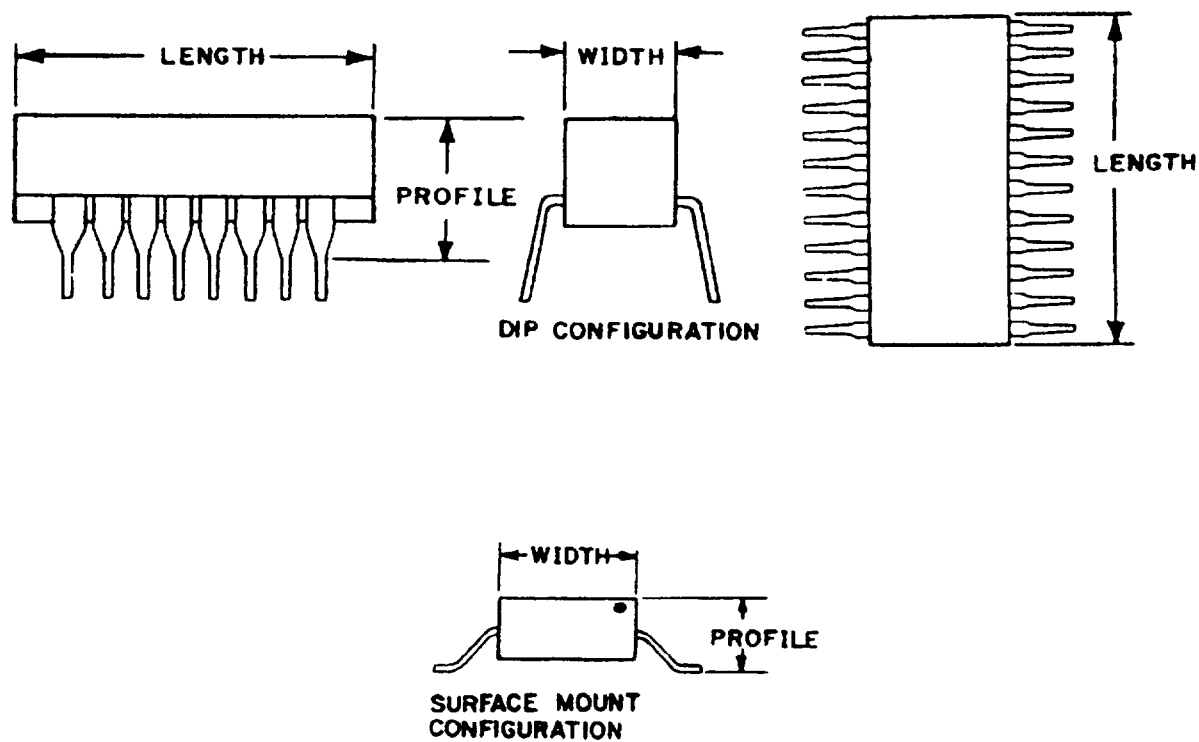 LENGTH
WIDTH
PROFILE
LENGTH
DIP CONFIGURATION
WIDTH
PROFILE
SURFACE MOUNT
CONFIGURATION